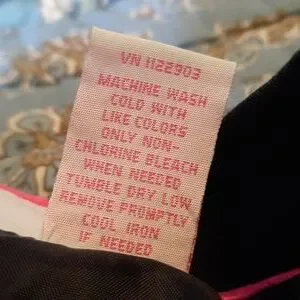 VN 1122903
MACHINE WASH
COLD WITH
LIKE COLORS
ONLY NON-
CHLORINE BLEACH
WHEN NEEDED
TUMBLE DRY LOW
REMOVE PROMPTLY
COOL IRON
IF NEEDED